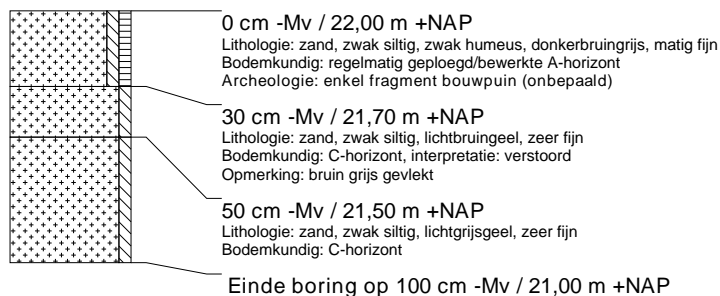 0 cm -Mv / 22,00 m +NAP
Lithologie: zand, zwak siltig, zwak humeus, donkerbruingrijs, matig fijn
Bodemkundig: regelmatig geploegd/bewerkte A-horizont
Archeologie: enkel fragment bouwpuin (onbepaald)
30 cm -Mv / 21,70 m +NAP
Lithologie: zand, zwak siltig, lichtbruingeel, zeer fijn
Bodemkundig: C-horizont, interpretatie: verstoord
Opmerking: bruin grijs gevlekt
50 cm -Mv / 21,50 m +NAP
Lithologie: zand, zwak siltig, lichtgrijsgeel, zeer fijn
Bodemkundig: C-horizont
Einde boring op 100 cm -Mv / 21,00 m +NAP